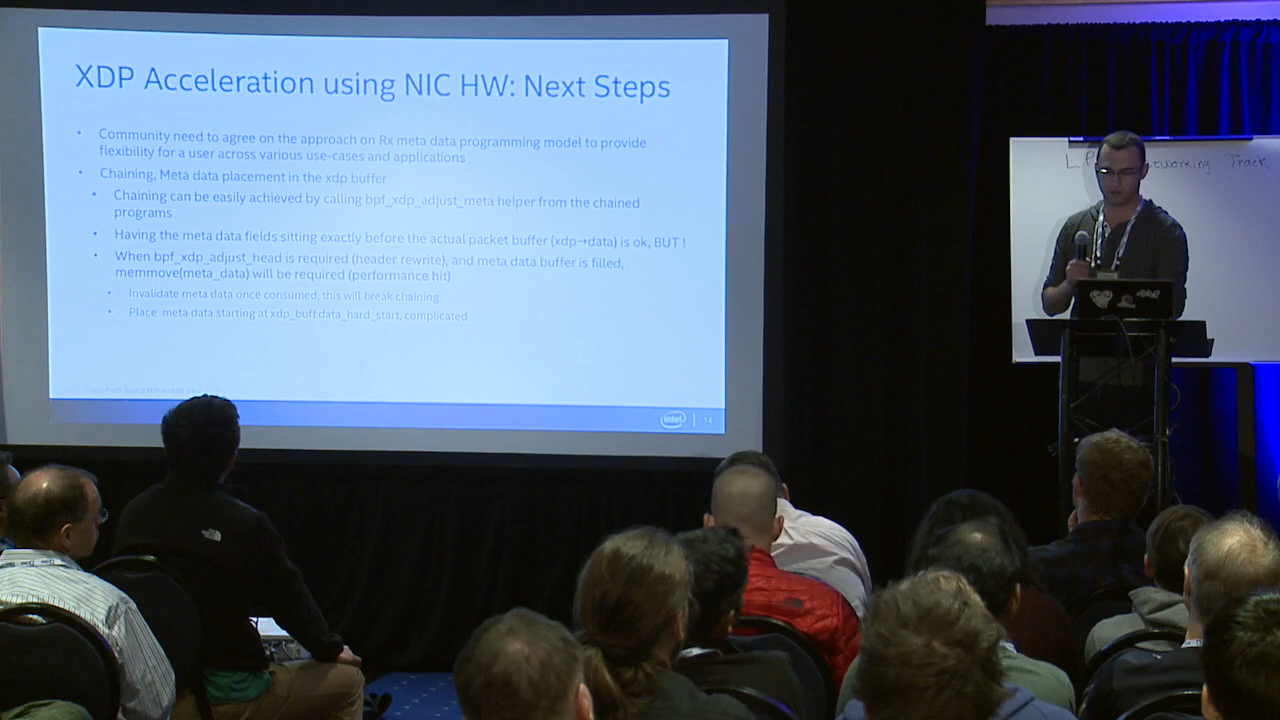 XDP Acceleration using NIC HW: Next Steps
• Community need to agree on the approach on Rx meta data programming model to provide
flexibility for a user across various use-cases and applications
• Chaining, Meta data placement in the xdp buffer
• Chaining can be easily achieved by calling bpf_xdp_adjust_meta helper from the chained
programs
• Having the meta data fields sitting exactly before the actual packet buffer (xdp→data) is ok, BUT !
• When bpf_xdp_adjust_head is required (header rewrite), and meta data buffer is filled,
memmove(meta_data) will be required (performance hit)
• Invalidate meta data once consumed, this will break chaining
• Place meta data starting at xdp_buff.data_hard_start, complicated
intel
14
Track